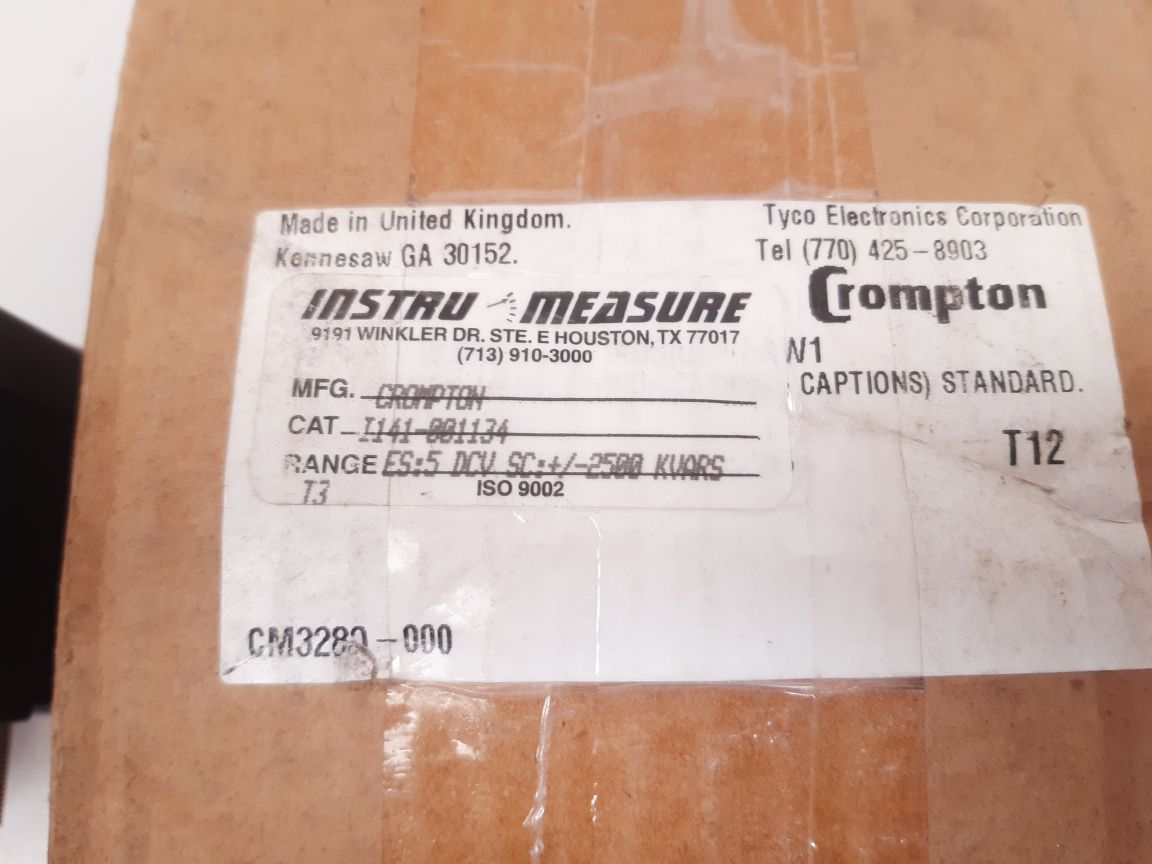 Made in United Kingdom.
Kennesaw GA 30152.
Tyco Electronics Corporation
Tel (770) 425-8903
Crompton
INSTRU MEASURE
9191 WINKLER DR. STE. E HOUSTON, TX 77017
(713) 910-3000
MFG. CROMPTON
CAT I141-001134
RANGE ES:5 DCV SC:+/-2500 KVARS
T3
ISO 9002
CAPTIONS) STANDARD.
T12
CM3280-000